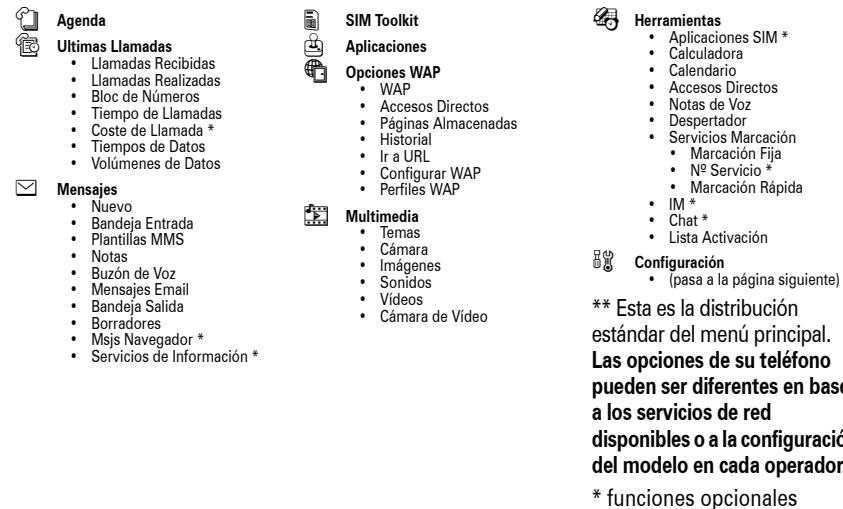 Agenda
Ultimas Llamadas
• Llamadas Recibidas
• Llamadas Realizadas
• Bloc de Números
• Tiempo de Llamadas
• Coste de Llamada *
• Tiempos de Datos
• Volúmenes de Datos
Mensajes
• Nuevo
• Bandeja Entrada
• Plantillas MMS
• Notas
• Buzón de Voz
• Mensajes Email
• Bandeja Salida
• Borradores
• Msjs Navegador *
• Servicios de Información *
SIM Toolkit
Aplicaciones
Opciones WAP
• WAP
• Accesos Directos
• Páginas Almacenadas
• Historial
• Ir a URL
• Configurar WAP
• Perfiles WAP
Multimedia
• Temas
• Cámara
• Imágenes
• Sonidos
• Vídeos
• Cámara de Vídeo
Herramientas
• Aplicaciones SIM *
• Calculadora
• Calendario
• Accesos Directos
• Notas de Voz
• Despertador
• Servicios Marcación
• Marcación Fija
• Nº Servicio *
• Marcación Rápida
• IM *
• Chat *
• Lista Activación
Configuración
• (pasa a la página siguiente)
** Esta es la distribución
estándar del menú principal.
Las opciones de su teléfono
pueden ser diferentes en base
a los servicios de red
disponibles o a la configuració
del modelo en cada operador
* funciones opcionales